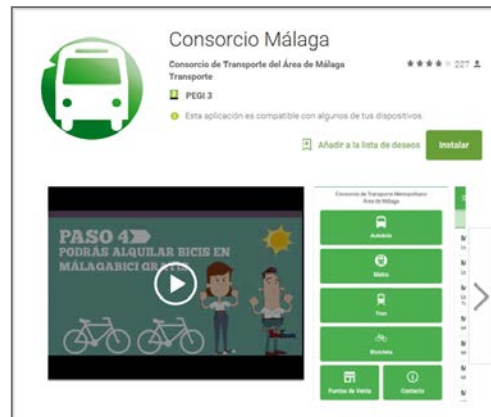 Consorcio Málaga
Consorcio de Transporte del Área de Málaga
Transporte
227
PEGI 3
Esta aplicación es compatible con algunos de tus dispositivos.
Añadir a la lista de deseos
Instalar
PASO 4
PODRÁS ALQUILAR BICIS EN
MÁLAGABICI GRATIS
Consorcio de Transporte Metropolitano
Área de Málaga
Autobús
Metro
Tren
Bicicleta
Puntos de Venta
Contacto